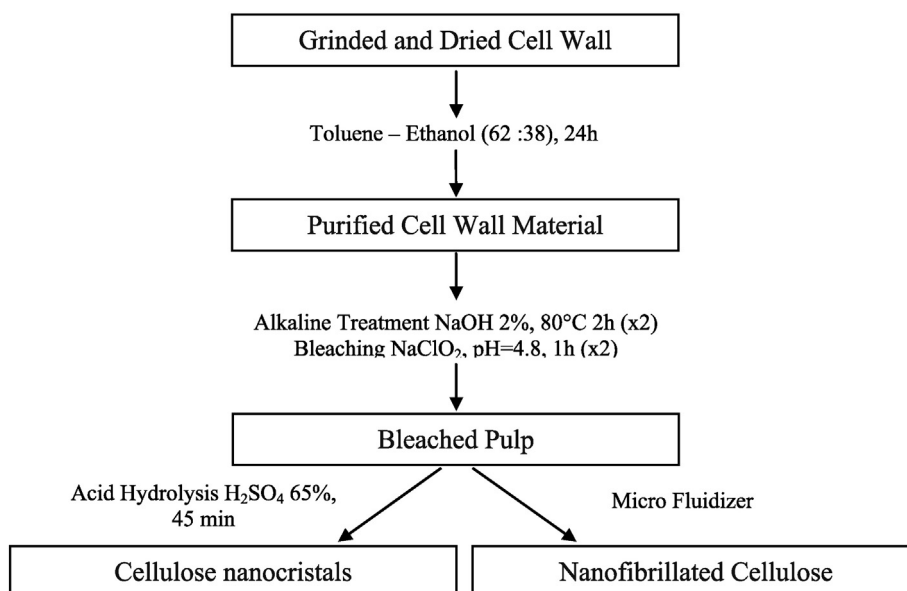 Grinded and Dried Cell Wall
Toluene – Ethanol (62 :38), 24h
Purified Cell Wall Material
Alkaline Treatment NaOH 2%, 80°C 2h (x2)
Bleaching NaClO₂, pH=4.8, 1h (x2)
Bleached Pulp
Acid Hydrolysis H₂SO₄ 65%,
45 min
Micro Fluidizer
Cellulose nanocristals
Nanofibrillated Cellulose